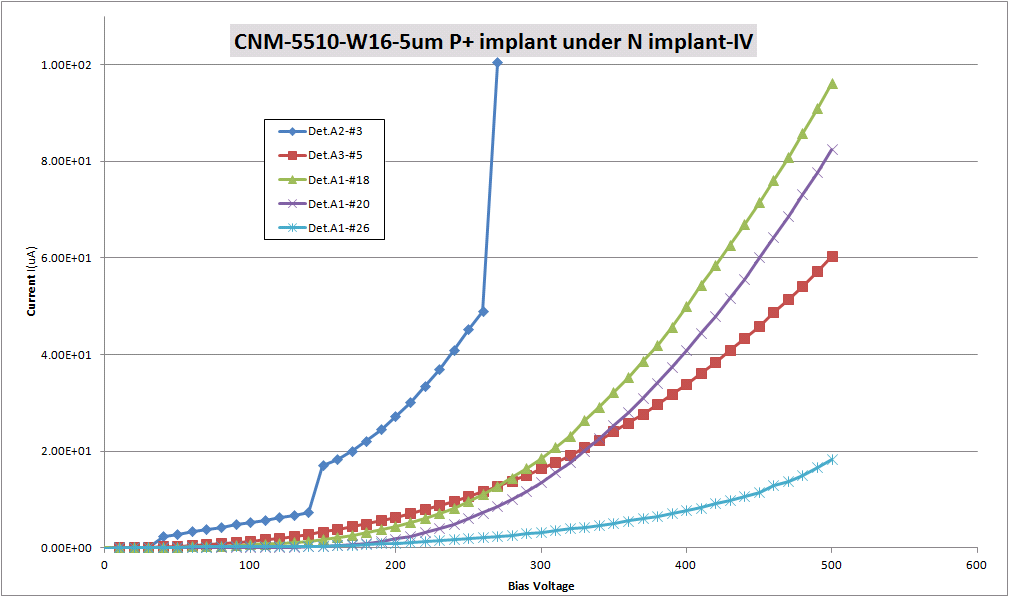 CNM-5510-W16-5um P+ implant under N implant-IV
1.00E+02
8.00E+01
6.00E+01
4.00E+01
2.00E+01
0.00E+00
Current I(uA)
Det.A2-#3
Det.A3-#5
Det.A1-#18
Det.A1-#20
Det.A1-#26
0 100 200 300 400 500 600
Bias Voltage